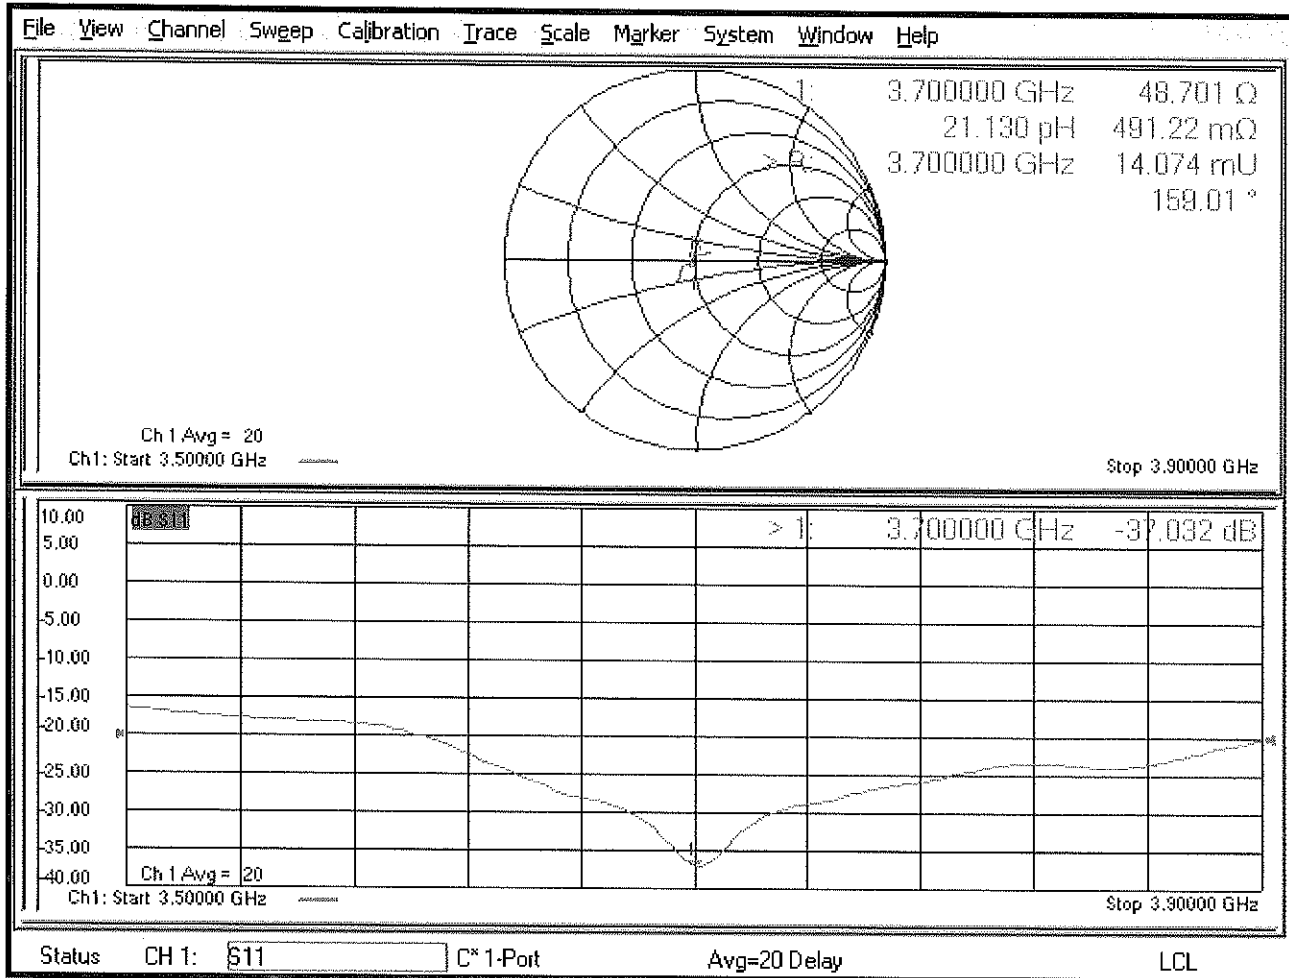 File View Channel Sweep Calibration Trace Scale Marker System Window Help
1: 3.700000 GHz 48.701 Ω
21.130 pH 491.22 mΩ
3.700000 GHz 14.074 mU
159.01 °
Ch 1 Avg = 20
Ch1: Start 3.50000 GHz
Stop 3.90000 GHz
10.00
dB S11
> 1: 3.700000 GHz -37.032 dB
5.00
0.00
-5.00
-10.00
-15.00
-20.00
-25.00
-30.00
-35.00
1
-40.00
Ch 1 Avg = 20
Ch1: Start 3.50000 GHz
Stop 3.90000 GHz
Status CH 1: S11 C* 1-Port Avg=20 Delay LCL